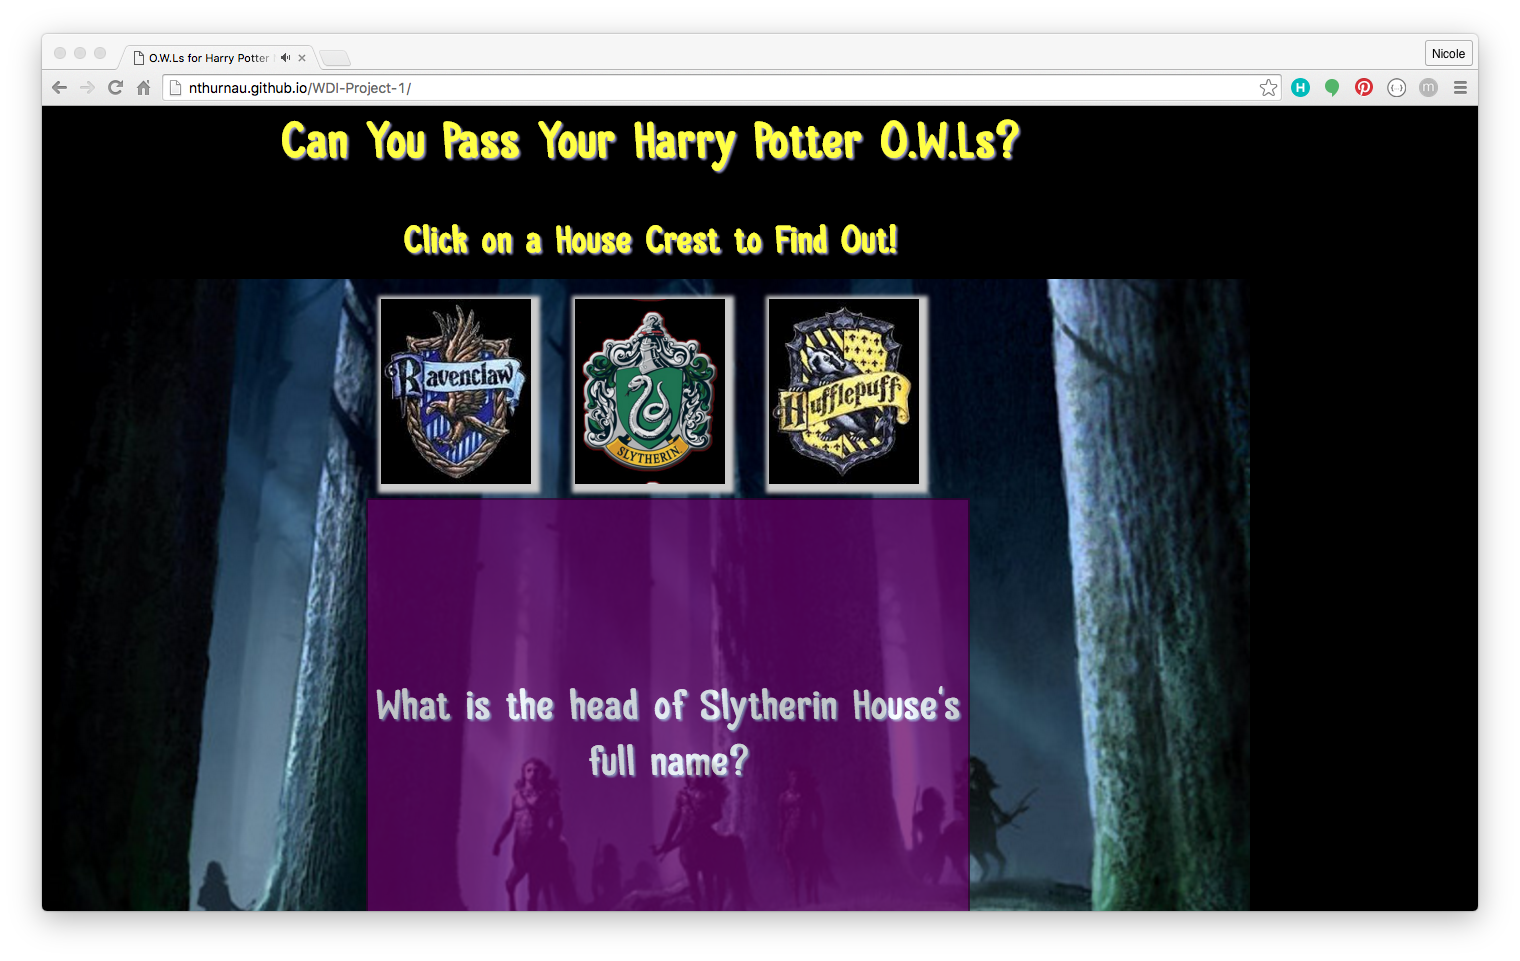 O.W.Ls for Harry Potter
Nicole
nthurnau.github.io/WDI-Project-1/
H
m
Can You Pass Your Harry Potter O.W.Ls?
Click on a House Crest to Find Out!
Ravenclaw
SLYTHERIN
Hufflepuff
What is the head of Slytherin House's
full name?